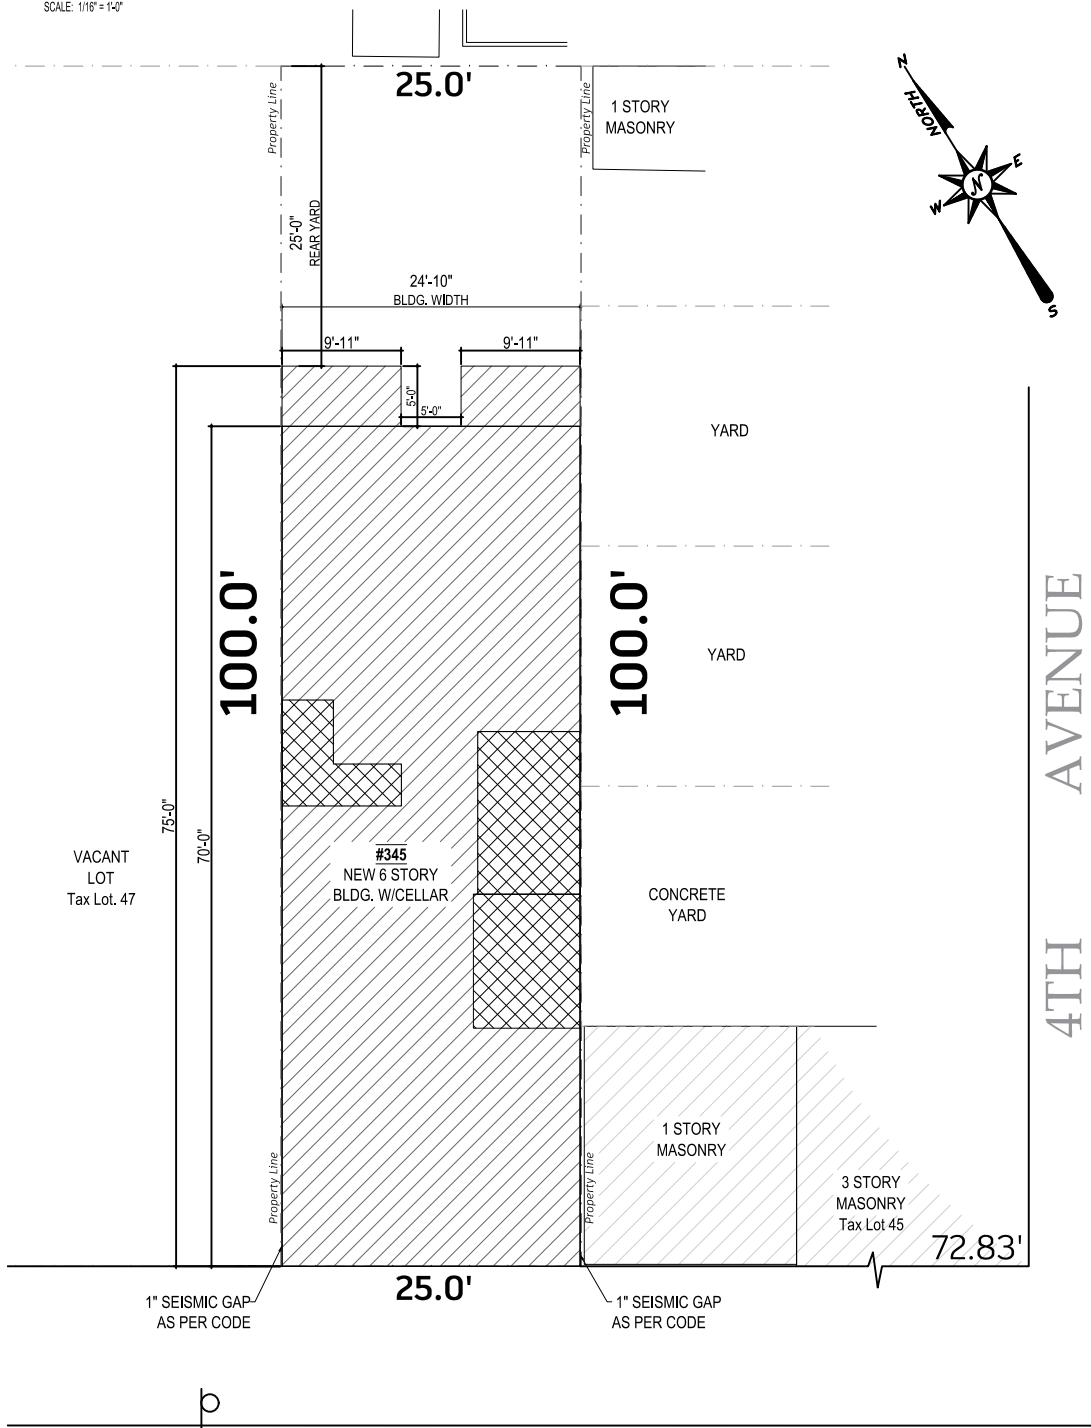 SCALE: 1/16" = 1'-0"
25.0'
Property Line
Property Line
1 STORY
MASONRY
N
NORTH
E
N
W
S
25'-0"
REAR YARD
24'-10"
BLDG. WIDTH
9'-11"
9'-11"
5'-0"
5'-0"
YARD
100.0'
100.0'
YARD
4TH AVENUE
75'-0"
70'-0"
VACANT
LOT
Tax Lot. 47
#345
NEW 6 STORY
BLDG. W/CELLAR
CONCRETE
YARD
1 STORY
MASONRY
Property Line
Property Line
3 STORY
MASONRY
Tax Lot 45
72.83'
25.0'
1" SEISMIC GAP
AS PER CODE
1" SEISMIC GAP
AS PER CODE